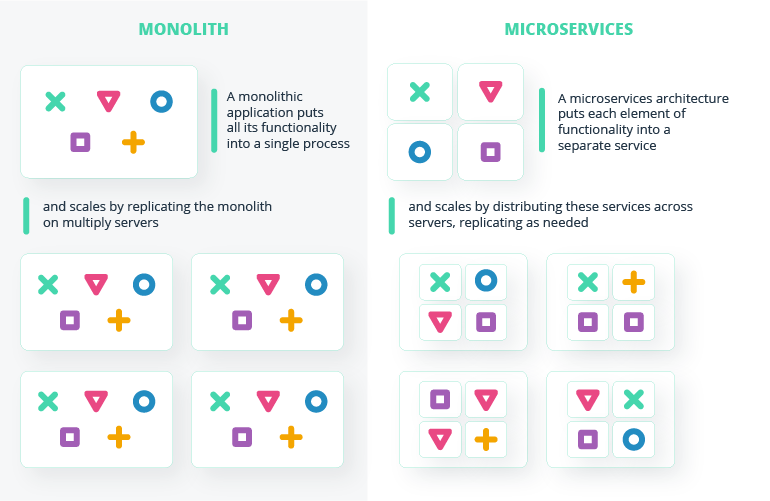 MONOLITH
A monolithic
application puts
all its functionality
into a single process
and scales by replicating the monolith
on multiply servers
MICROSERVICES
A microservices architecture
puts each element of
functionality into a
separate service
and scales by distributing these services across
servers, replicating as needed